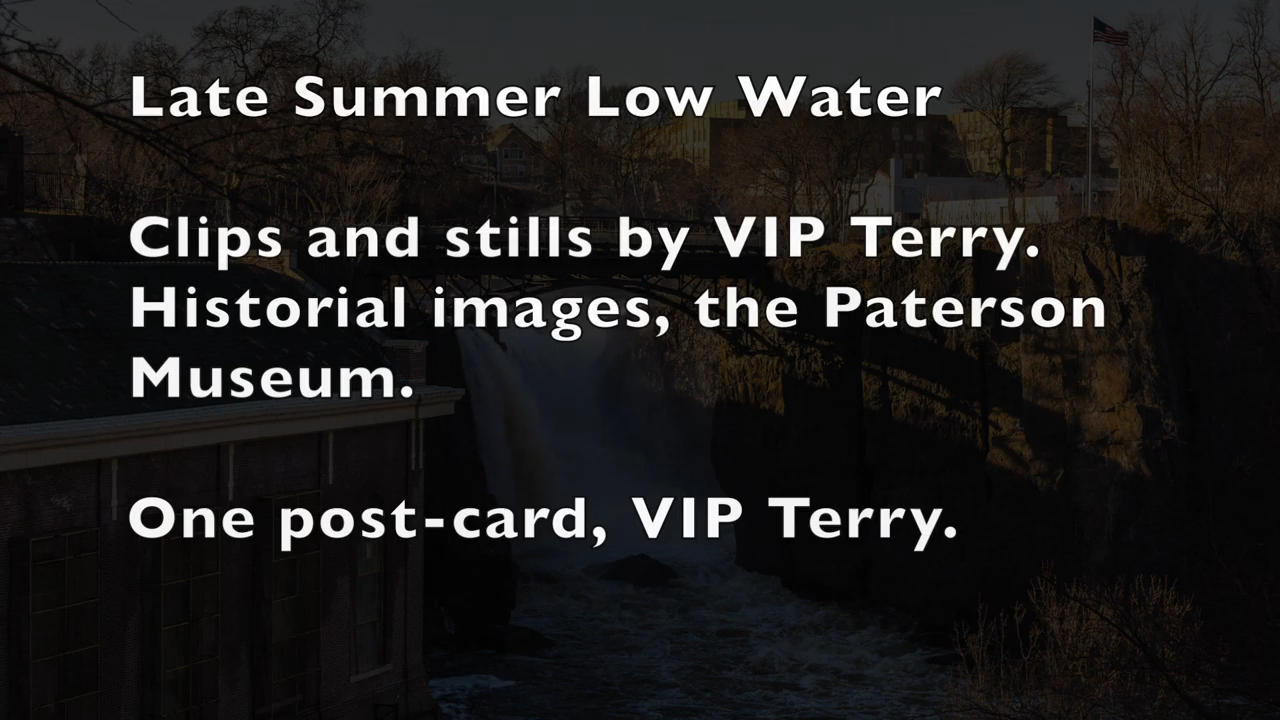 Late Summer Low Water
Clips and stills by VIP Terry.
Historial images, the Paterson
Museum.
One post-card, VIP Terry.